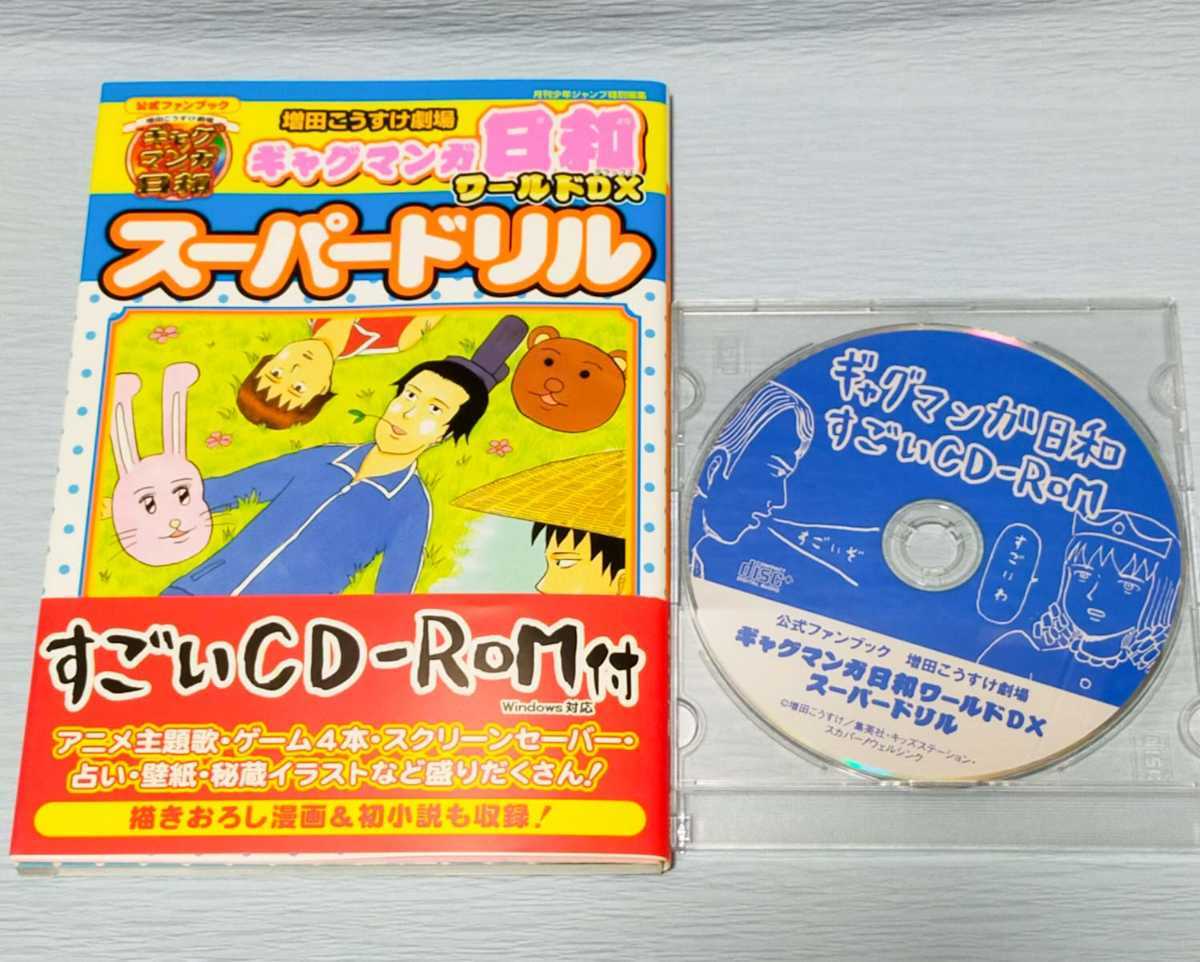 月刊少年ジャンプ特別編集
公式ファンブック
増田こうすけ劇場
ギャグ
マンガ
日和
増田こうすけ劇場
ギャグマンガ日和
ワールドDX
スーパードリル
すごいCD-ROM付
Windows対応
アニメ主題歌・ゲーム4本・スクリーンセーバー・
占い・壁紙・秘蔵イラストなど盛りだくさん!
描きおろし漫画&初小説も収録!
ギャグマンガ日和
すごいCD-ROM
すごいぞ
すごいわ
disc
公式ファンブック 増田こうすけ劇場
ギャグマンガ日和ワールドDX
スーパードリル
©増田こうすけ/集英社・キッズステーション・
スカパー!ウェルシンク